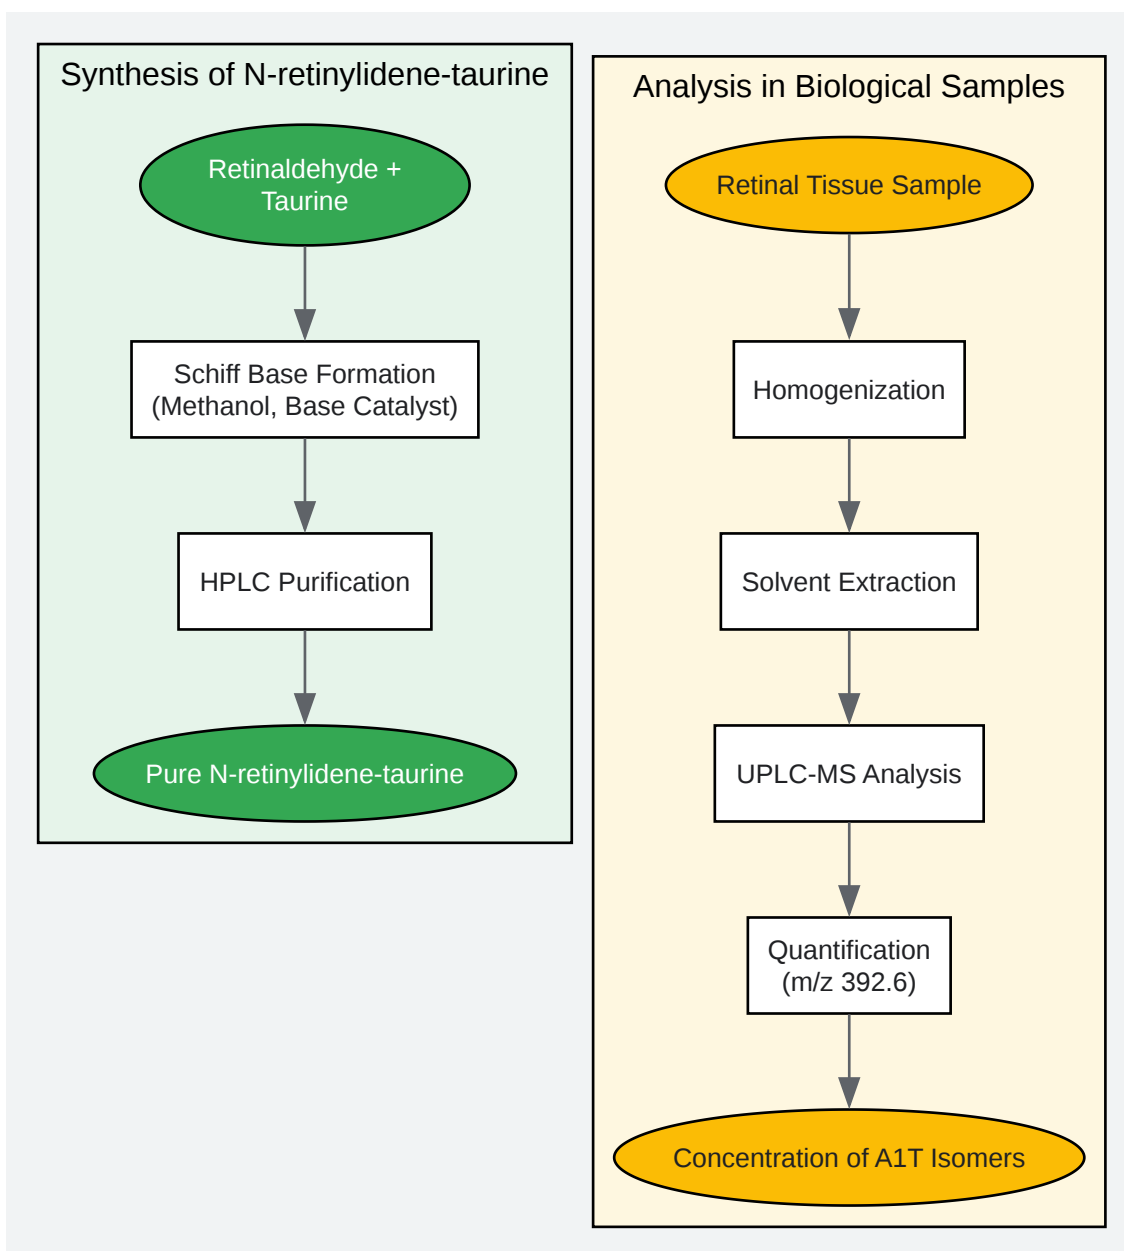 Synthesis of N-retinylidene-taurine
Retinaldehyde +
Taurine
Schiff Base Formation
(Methanol, Base Catalyst)
HPLC Purification
Pure N-retinylidene-taurine
Analysis in Biological Samples
Retinal Tissue Sample
Homogenization
Solvent Extraction
UPLC-MS Analysis
Quantification
(m/z 392.6)
Concentration of A1T Isomers